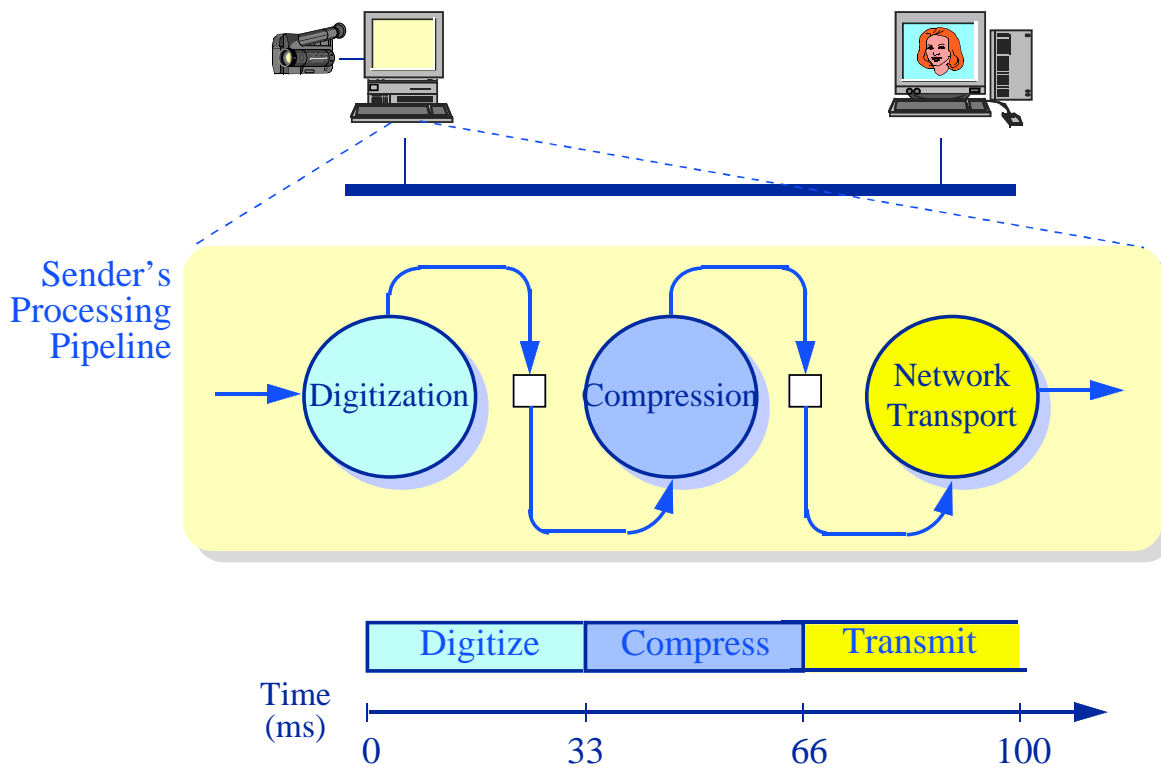 Sender's
Processing
Pipeline
Digitization
Compression
Network
Transport
Digitize
Compress
Transmit
Time
(ms)
0
33
66
100